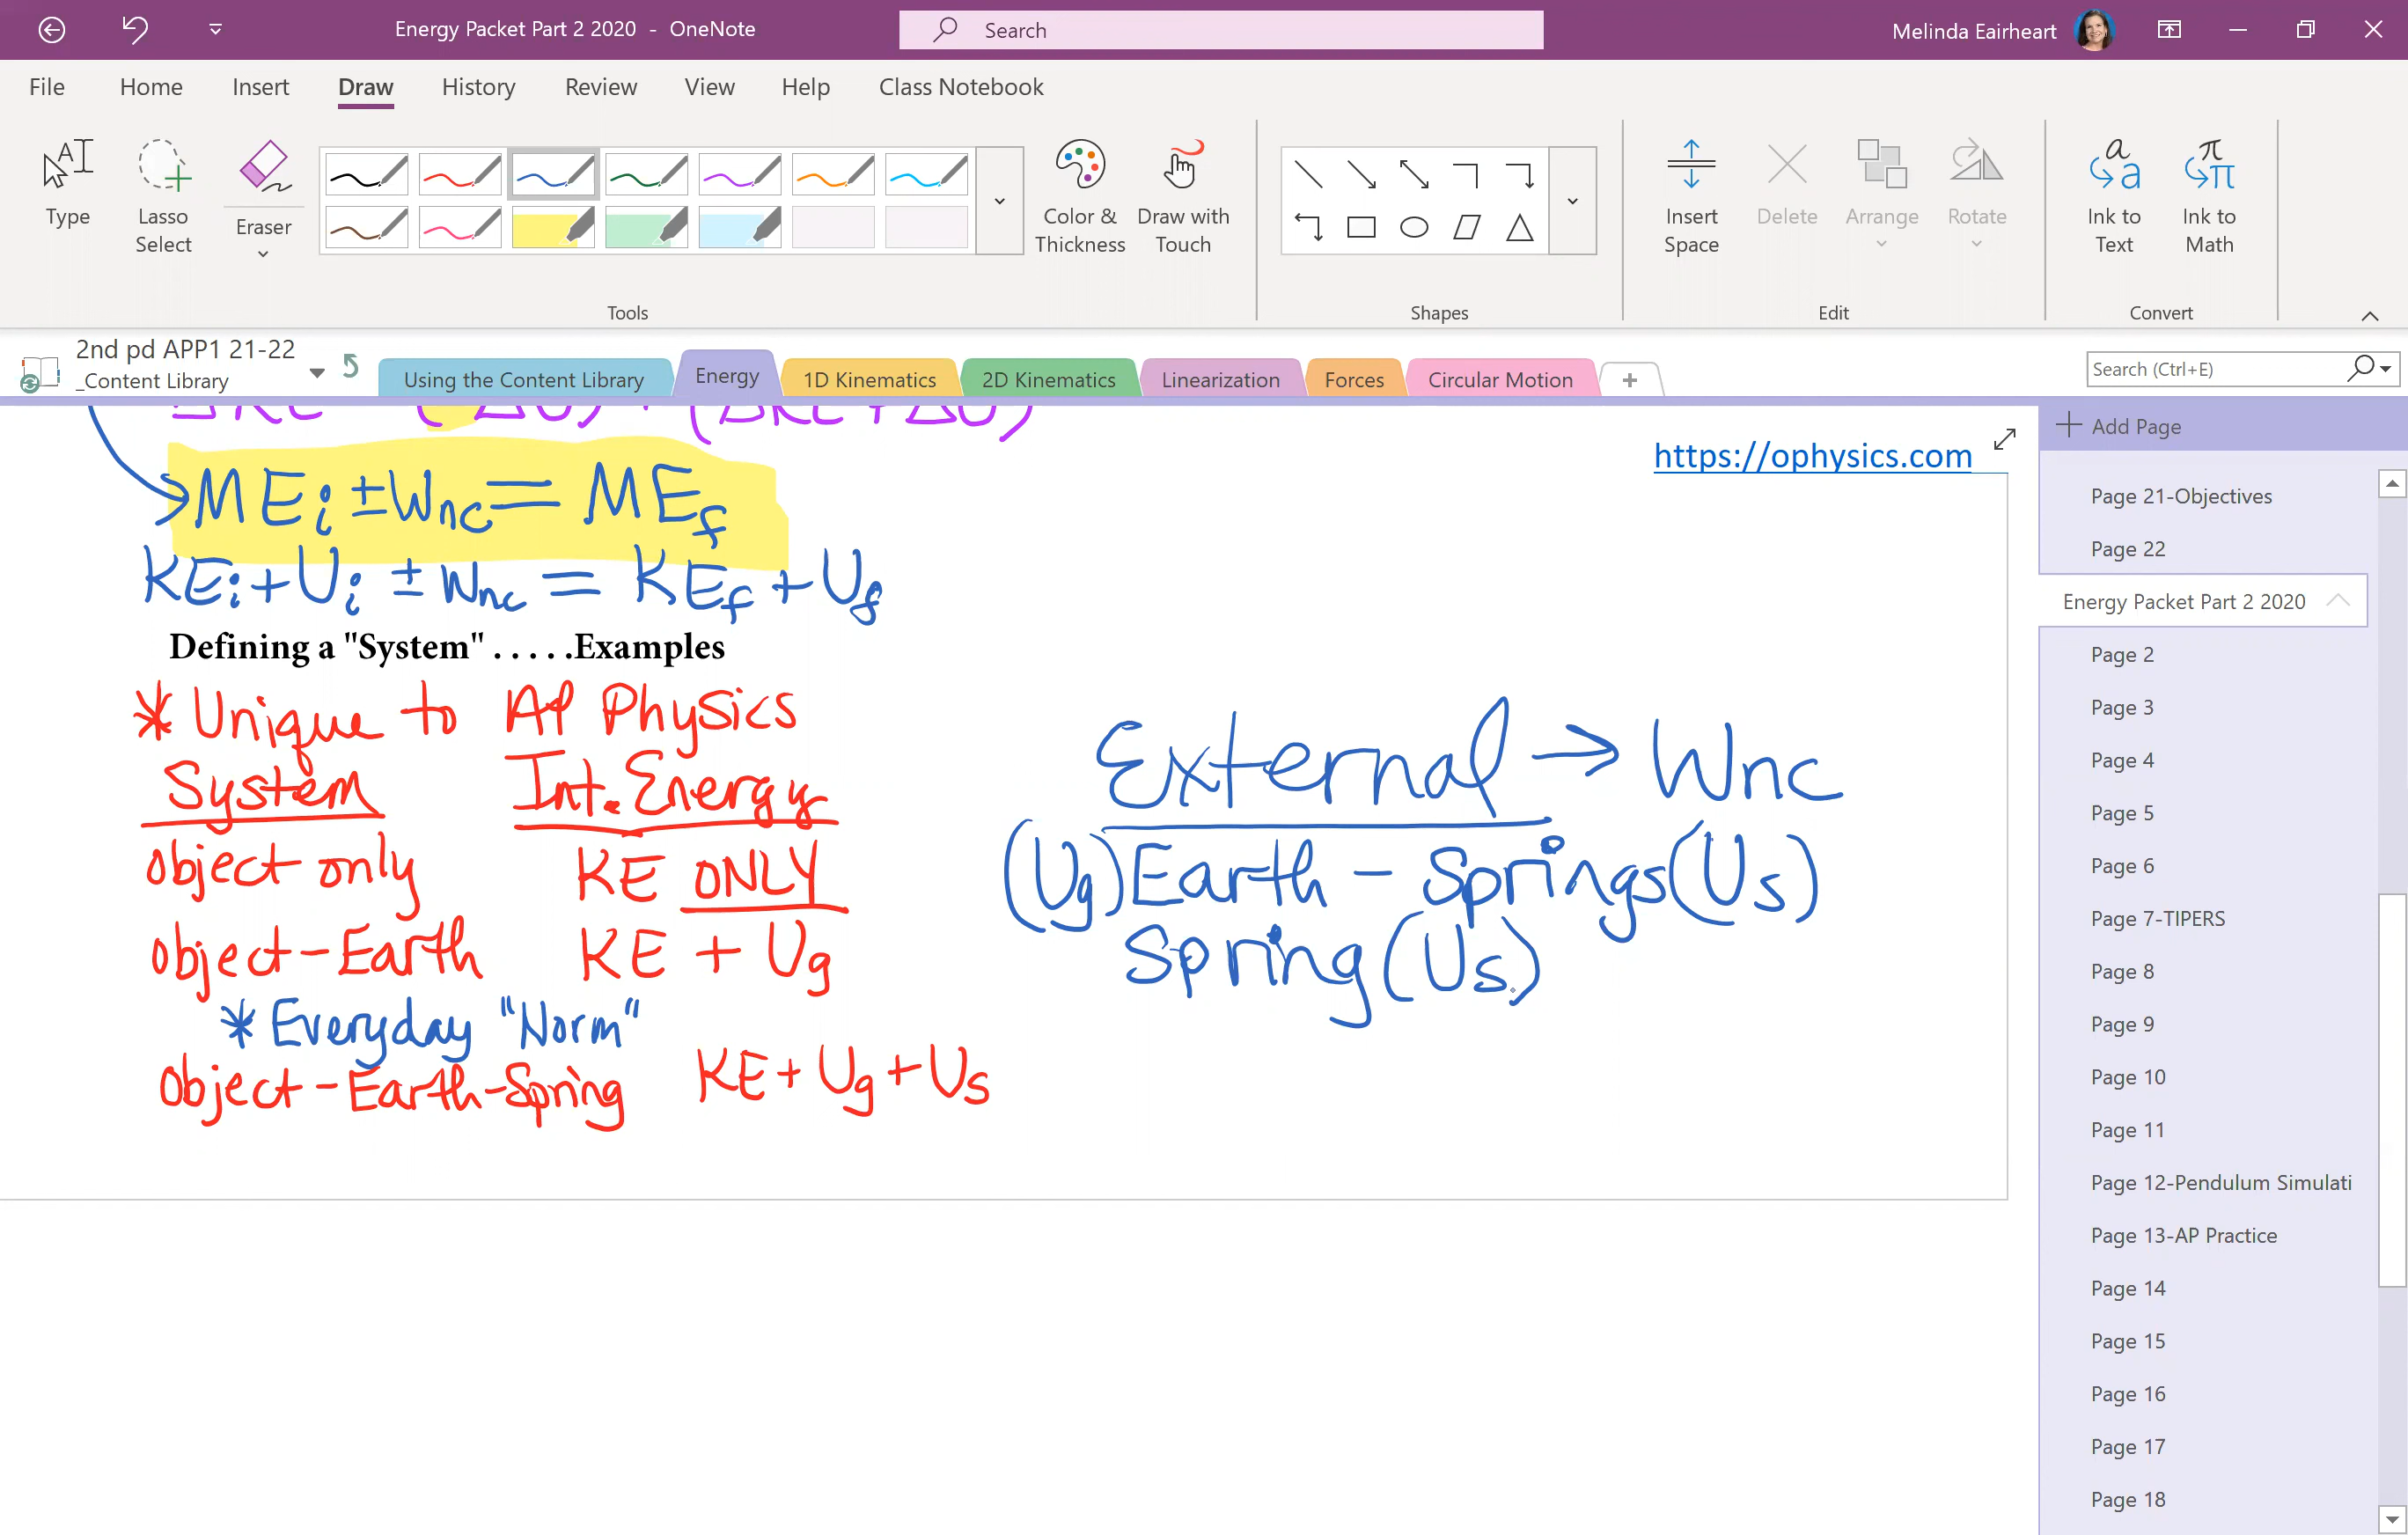 Energy Packet Part 2 2020 - OneNote
Search
Melinda Eairheart
File Home Insert Draw History Review View Help Class Notebook
Type
Lasso Select
Eraser
Color & Thickness
Draw with Touch
Insert Space
Delete
Arrange
Rotate
Ink to Text
Ink to Math
Tools
Shapes
Edit
Convert
2nd pd APP1 21-22
_Content Library
Using the Content Library
Energy
1D Kinematics
2D Kinematics
Linearization
Forces
Circular Motion
Search (Ctrl+E)
https://ophysics.com
MEi ± Wnc = MEf
KEi + Ui ± Wnc = KEf + Uf
Defining a "System" . . . . .Examples
* Unique to AP Physics
System Int. Energy External → Wnc
object only KE ONLY (Ug) Earth - Springs (Us)
object-Earth KE + Ug Spring (Us)
* Everyday "Norm"
Object-Earth-Spring KE + Ug + Us
Add Page
Page 21-Objectives
Page 22
Energy Packet Part 2 2020
Page 2
Page 3
Page 4
Page 5
Page 6
Page 7-TIPERS
Page 8
Page 9
Page 10
Page 11
Page 12-Pendulum Simulati
Page 13-AP Practice
Page 14
Page 15
Page 16
Page 17
Page 18